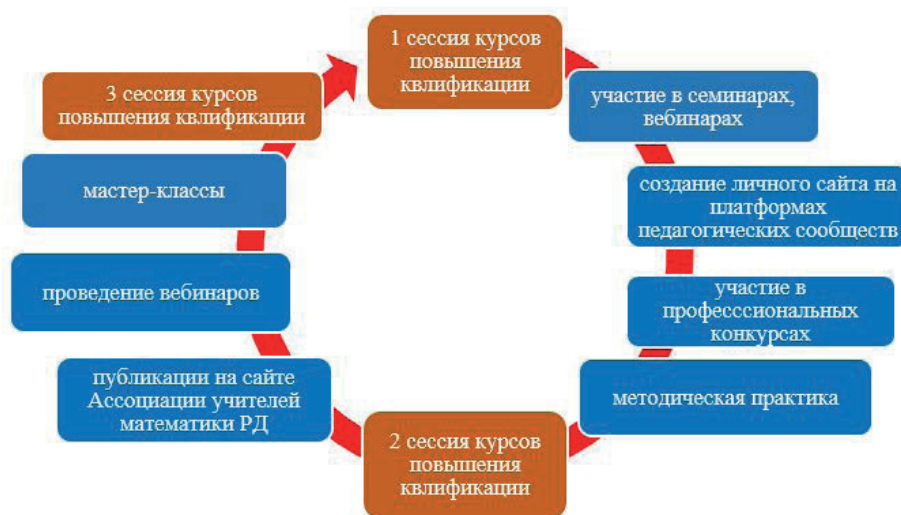 1 сессия курсов
повышения
квлификации
участие в семинарах,
вебинарах
создание личного сайта на
платформах
педагогических сообществ
участие в
професссиональных
конкурсах
методическая практика
2 сессия курсов
повышения
квлификации
публикации на сайте
Ассоциации учителей
математики РД
проведение вебинаров
мастер-классы
3 сессия курсов
повышения квлификации